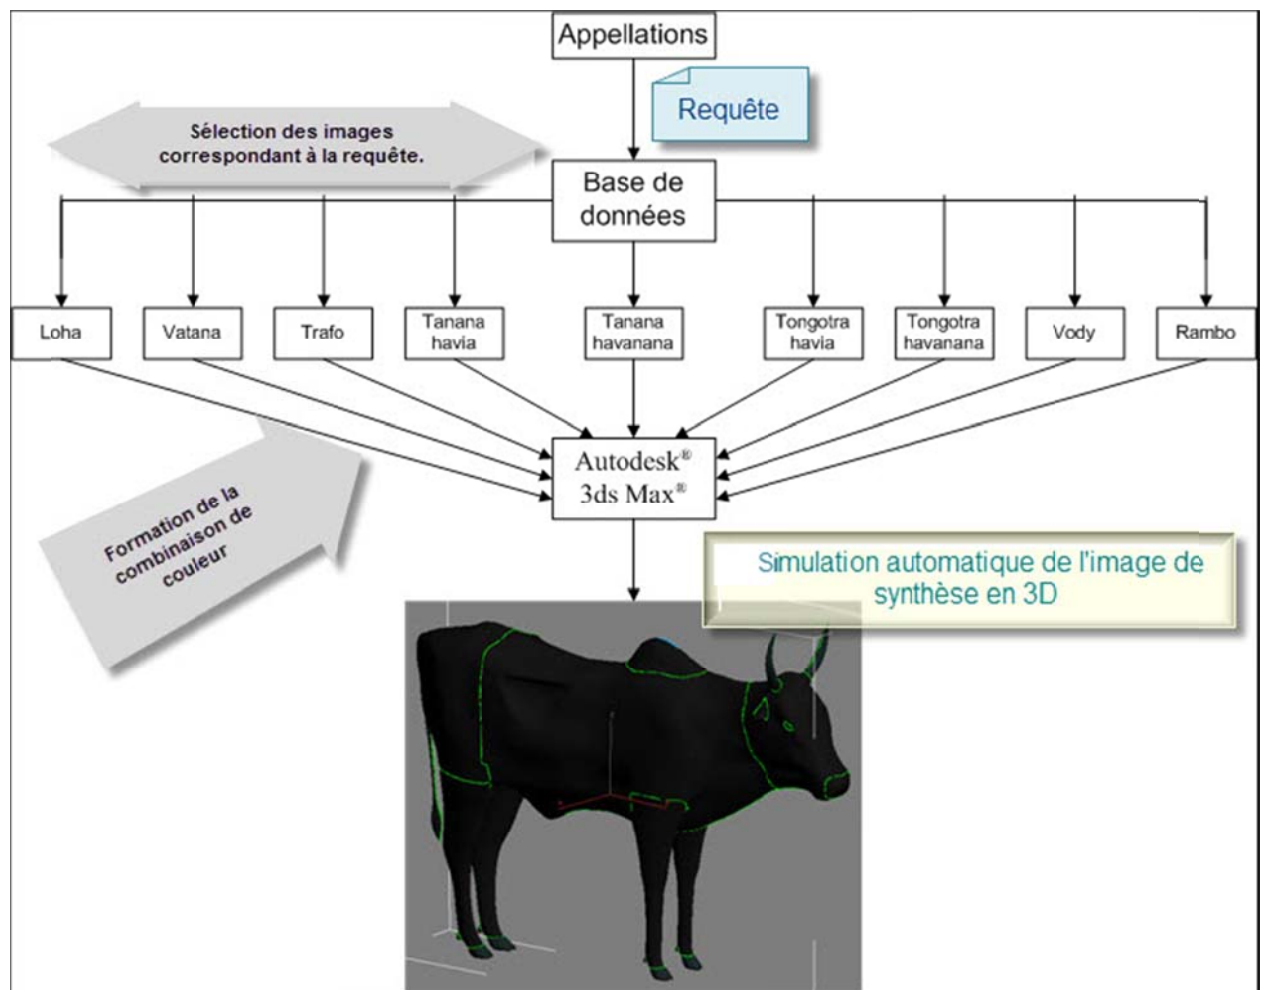 Appellations
Requête
Sélection des images
correspondant à la requête.
Base de
données
Loha
Vatana
Trafo
Tanana
havia
Tanana
havanana
Tongotra
havia
Tongotra
havanana
Vody
Rambo
Autodesk®
3ds Max®
Formation de la
combinaison de
couleur
Simulation automatique de l'image de
synthèse en 3D